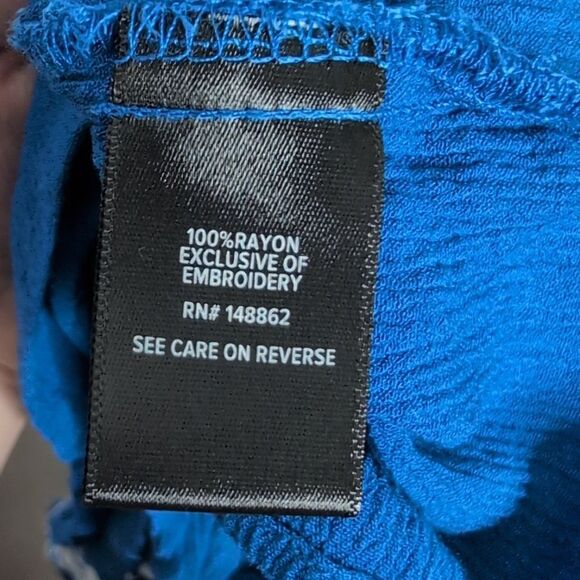 100%RAYON
EXCLUSIVE OF
EMBROIDERY
RN# 148862
SEE CARE ON REVERSE